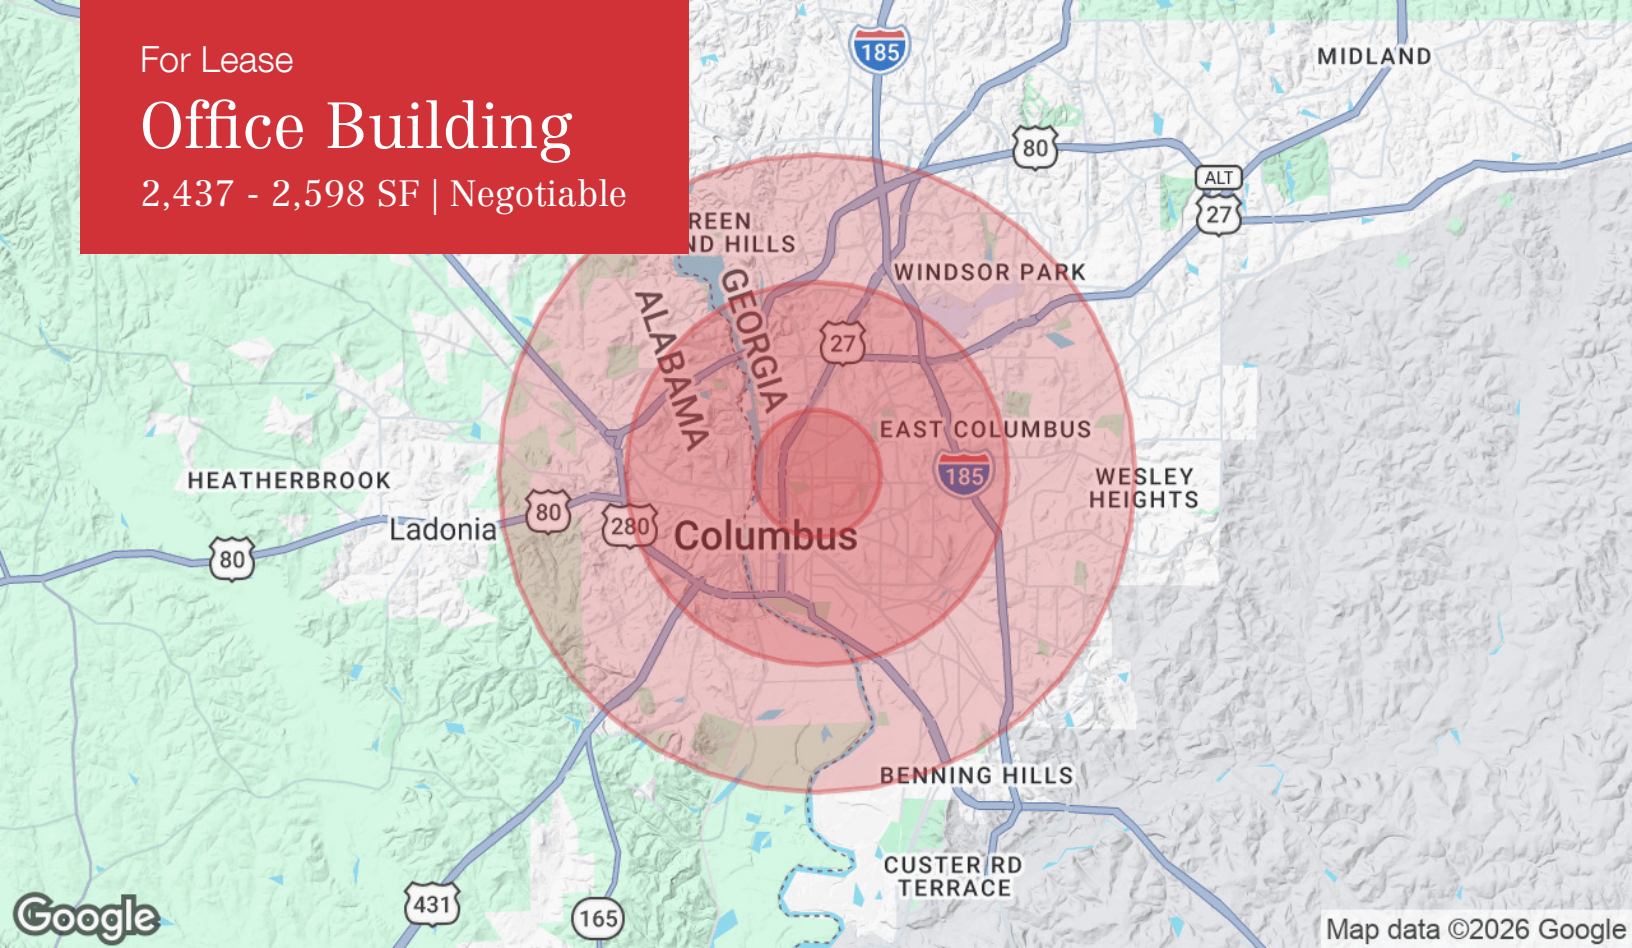 For Lease
Office Building
2,437 - 2,598 SF | Negotiable
185
MIDLAND
80
ALT
27
REEN
ND HILLS
WINDSOR PARK
GEORGIA
ALABAMA
27
EAST COLUMBUS
185
WESLEY
HEIGHTS
HEATHERBROOK
80
280
Ladonia
Columbus
80
BENNING HILLS
CUSTER RD
TERRACE
431
165
Google
Map data ©2026 Google